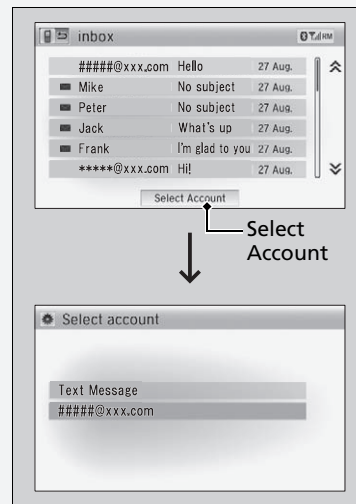 inbox RM
#####@xxx.com Hello 27 Aug.
Mike No subject 27 Aug.
Peter No subject 27 Aug.
Jack What's up 27 Aug.
Frank I'm glad to you 27 Aug.
*****@xxx.com Hi! 27 Aug.
Select Account
Select
Account
Select account
Text Message
#####@xxx.com